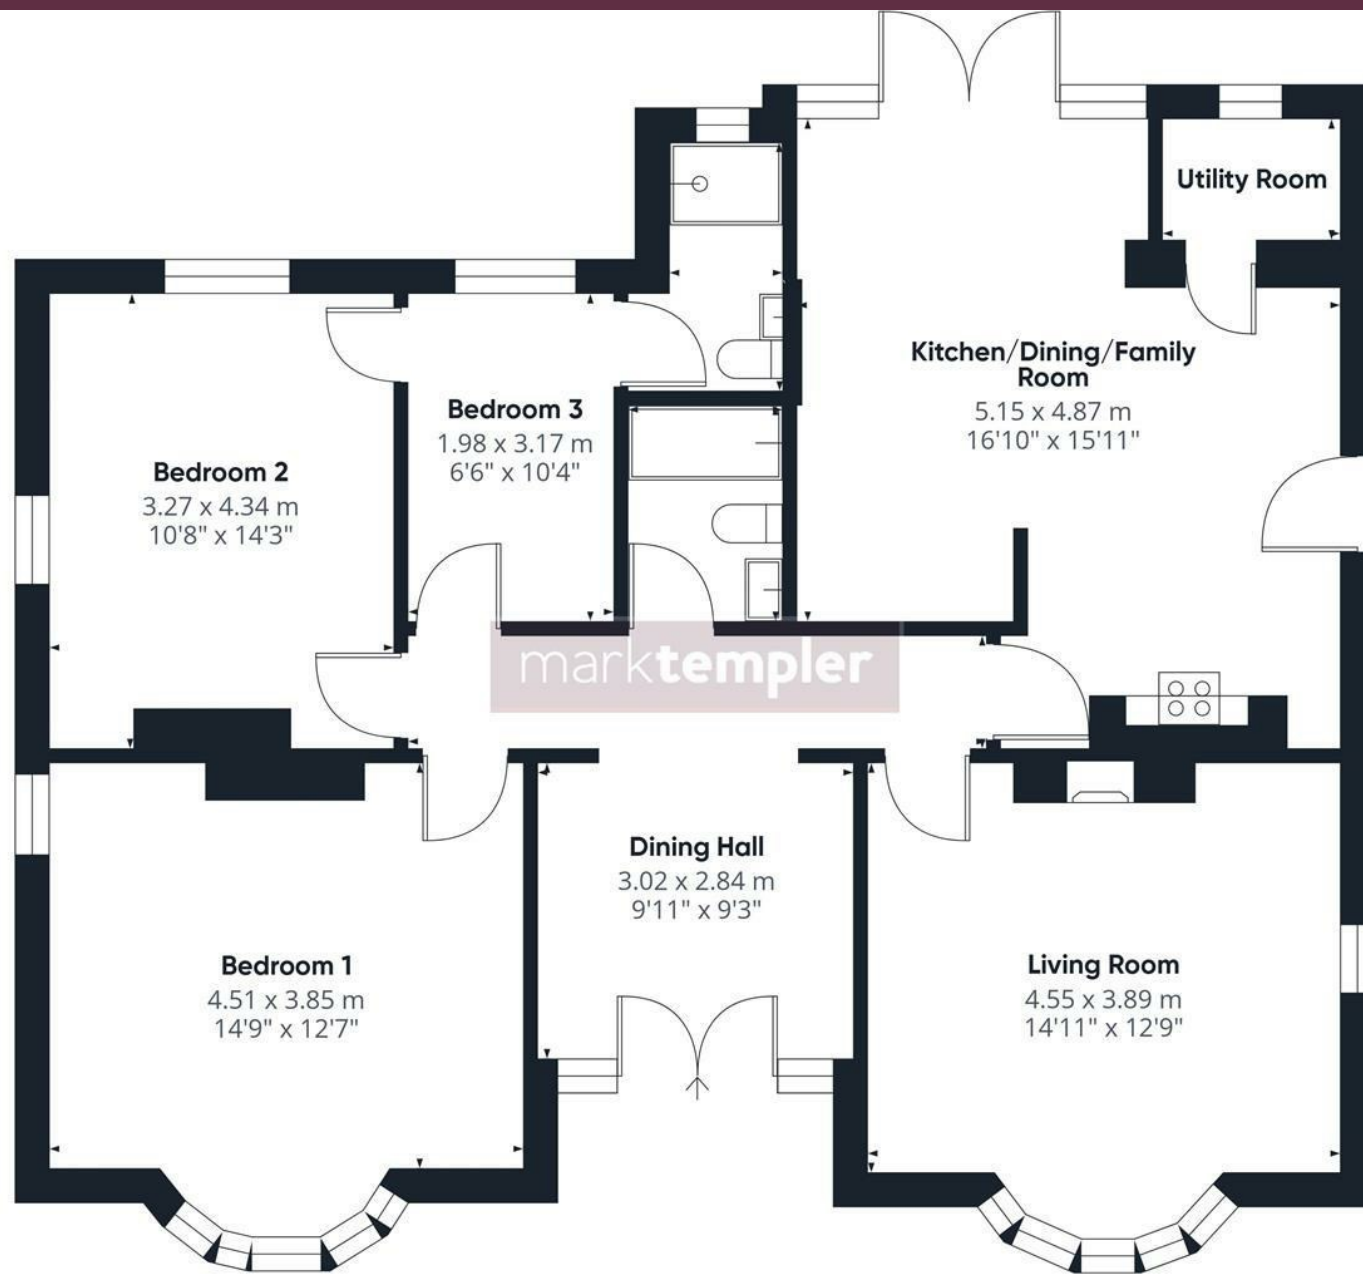 Utility Room
Kitchen/Dining/Family
Room
5.15 x 4.87 m
16'10" x 15'11"
Bedroom 3
1.98 x 3.17 m
6'6" x 10'4"
Bedroom 2
3.27 x 4.34 m
10'8" x 14'3"
marktempler
Dining Hall
3.02 x 2.84 m
9'11" x 9'3"
Bedroom 1
4.51 x 3.85 m
14'9" x 12'7"
Living Room
4.55 x 3.89 m
14'11" x 12'9"